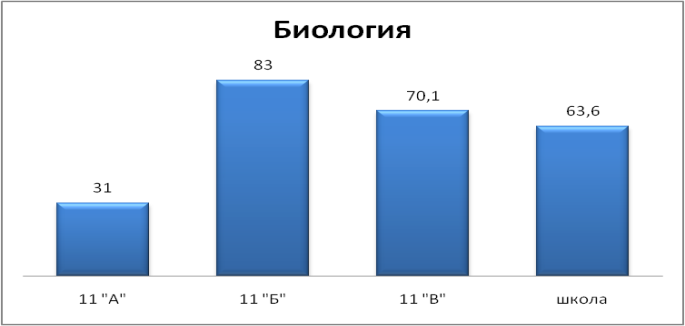 Биология
83
70,1
63,6
31
11 "А"
11 "Б"
11 "В"
школа